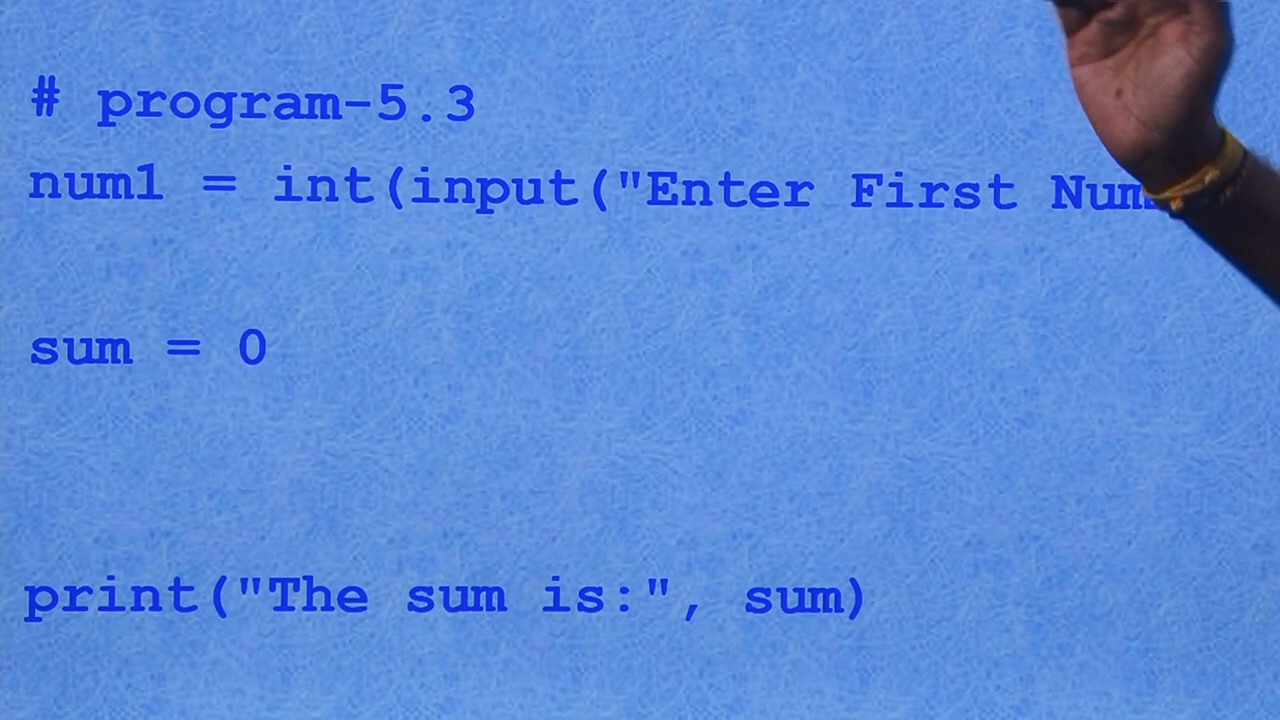 # program-5.3
num1 = int(input("Enter First Num
sum = 0
print("The sum is:", sum)